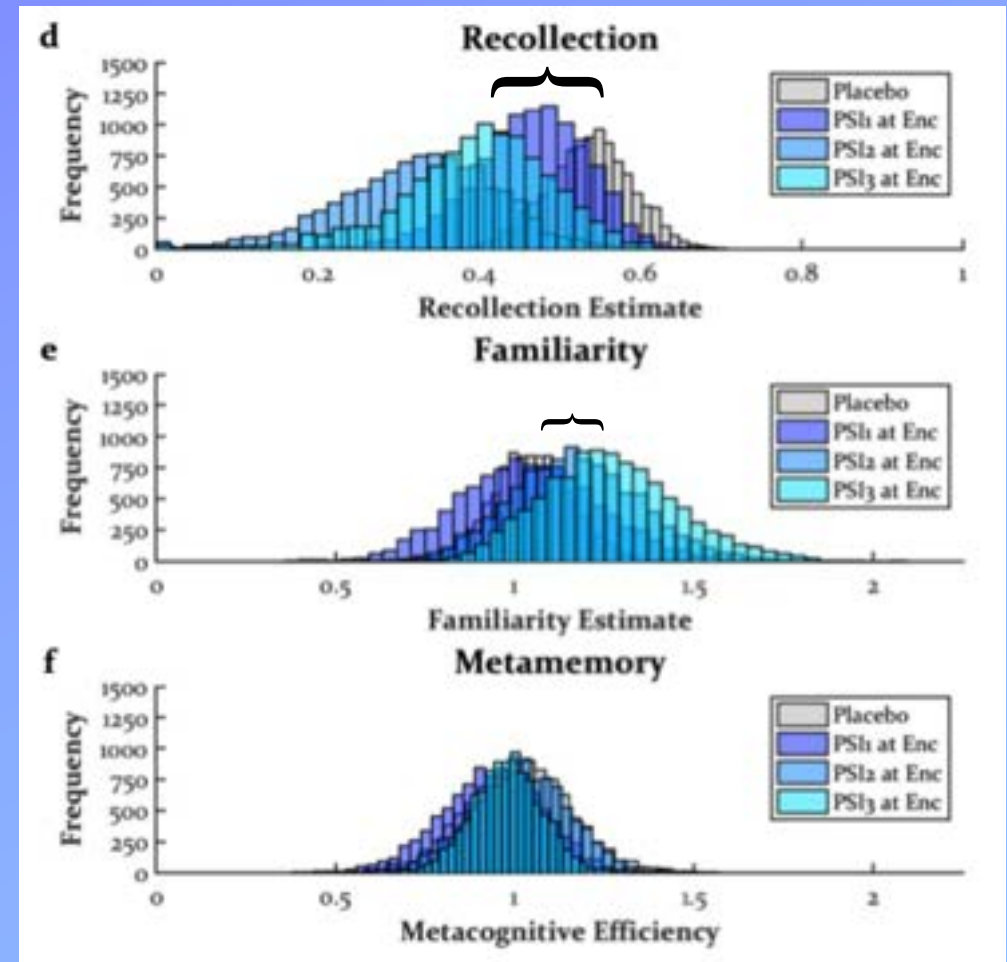 d
Recollection
1500
1250
1000
750
500
250
0
Frequency
Placebo
PSI1 at Enc
PSI2 at Enc
PSI3 at Enc
0 0.2 0.4 0.6 0.8 1
Recollection Estimate
e
Familiarity
1500
1250
1000
750
500
250
0
Frequency
Placebo
PSI1 at Enc
PSI2 at Enc
PSI3 at Enc
0 0.5 1 1.5 2
Familiarity Estimate
f
Metamemory
1500
1250
1000
750
500
250
0
Frequency
Placebo
PSI1 at Enc
PSI2 at Enc
PSI3 at Enc
0 0.5 1 1.5 2
Metacognitive Efficiency